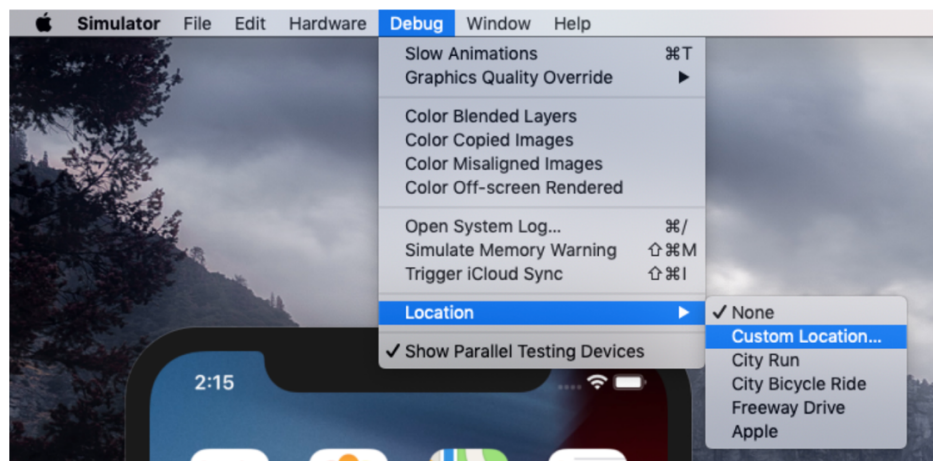 Simulator File Edit Hardware Debug Window Help
Slow Animations ⌘T
Graphics Quality Override ▶
Color Blended Layers
Color Copied Images
Color Misaligned Images
Color Off-screen Rendered
Open System Log... ⌘/
Simulate Memory Warning ⇧⌘M
Trigger iCloud Sync ⇧⌘I
Location ▶
✓ Show Parallel Testing Devices
✓ None
Custom Location...
City Run
City Bicycle Ride
Freeway Drive
Apple
2:15